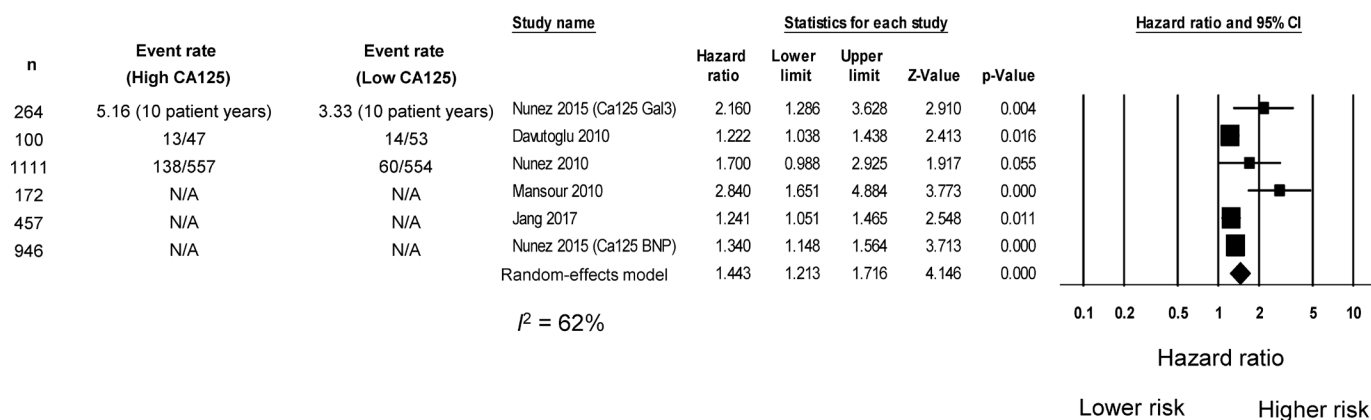 Study name Statistics for each study Hazard ratio and 95% CI
n Event rate (High CA125) Event rate (Low CA125) Hazard ratio Lower limit Upper limit Z-Value p-Value
264 5.16 (10 patient years) 3.33 (10 patient years) Nunez 2015 (Ca125 Gal3) 2.160 1.286 3.628 2.910 0.004
100 13/47 14/53 Davutoglu 2010 1.222 1.038 1.438 2.413 0.016
1111 138/557 60/554 Nunez 2010 1.700 0.988 2.925 1.917 0.055
172 N/A N/A Mansour 2010 2.840 1.651 4.884 3.773 0.000
457 N/A N/A Jang 2017 1.241 1.051 1.465 2.548 0.011
946 N/A N/A Nunez 2015 (Ca125 BNP) 1.340 1.148 1.564 3.713 0.000
Random-effects model 1.443 1.213 1.716 4.146 0.000
I² = 62%
0.1 0.2 0.5 1 2 5 10
Hazard ratio
Lower risk Higher risk